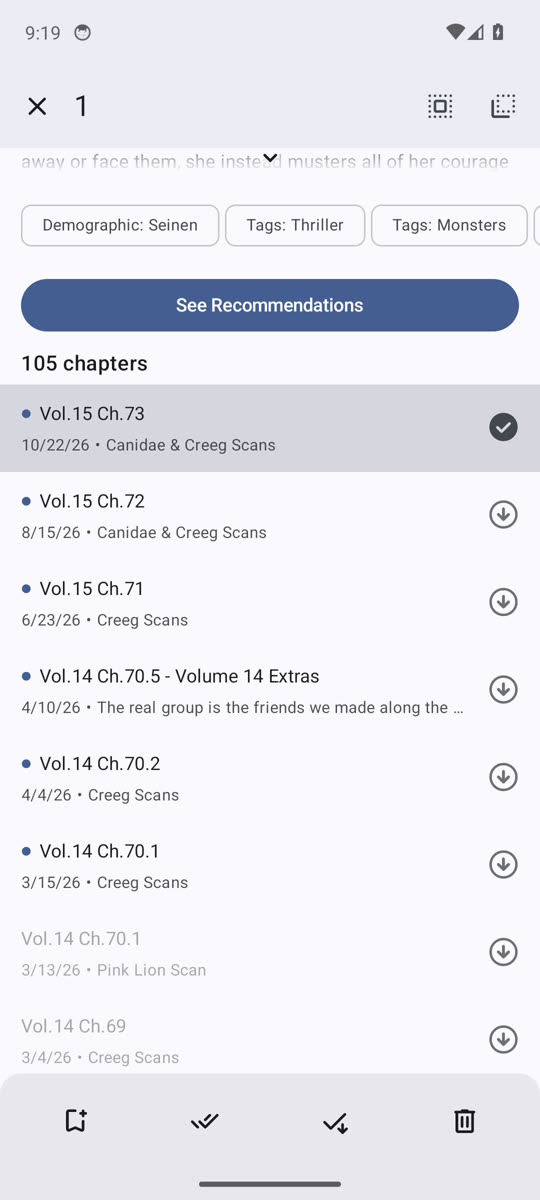 9:19
1
away or face them, she instead musters all of her courage
Demographic: Seinen
Tags: Thriller
Tags: Monsters
See Recommendations
105 chapters
Vol.15 Ch.73
10/22/26 • Canidae & Creeg Scans
Vol.15 Ch.72
8/15/26 • Canidae & Creeg Scans
Vol.15 Ch.71
6/23/26 • Creeg Scans
Vol.14 Ch.70.5 - Volume 14 Extras
4/10/26 • The real group is the friends we made along the …
Vol.14 Ch.70.2
4/4/26 • Creeg Scans
Vol.14 Ch.70.1
3/15/26 • Creeg Scans
Vol.14 Ch.70.1
3/13/26 • Pink Lion Scan
Vol.14 Ch.69
3/4/26 • Creeg Scans